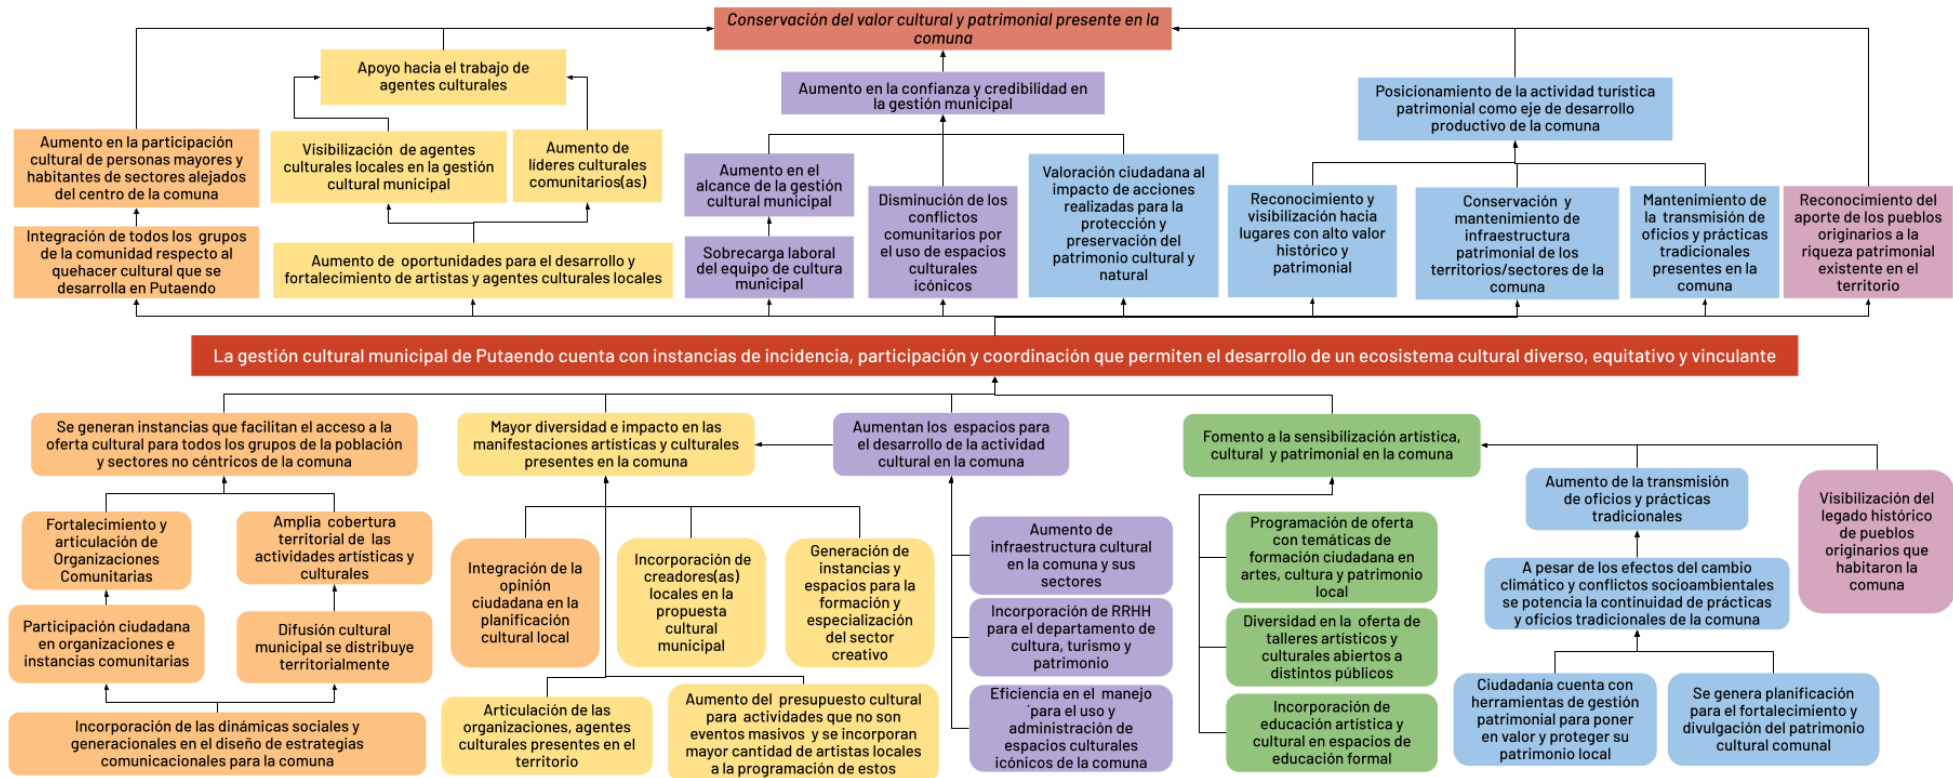 Conservación del valor cultural y patrimonial presente en la
comuna
Apoyo hacia el trabajo de
agentes culturales
Aumento en la confianza y credibilidad en
la gestión municipal
Posicionamiento de la actividad turística
patrimonial como eje de desarrollo
productivo de la comuna
Aumento en la participación
cultural de personas mayores y
habitantes de sectores alejados
del centro de la comuna
Visibilización de agentes
culturales locales en la gestión
cultural municipal
Aumento de
líderes culturales
comunitarios(as)
Aumento en el
alcance de la gestión
cultural municipal
Disminución de los
conflictos
comunitarios por
el uso de espacios
culturales
icónicos
Valoración ciudadana al
impacto de acciones
realizadas para la
protección y
preservación del
patrimonio cultural y
natural
Reconocimiento y
visibilización hacia
lugares con alto valor
histórico y
patrimonial
Conservación y
mantenimiento de
infraestructura
patrimonial de los
territorios/sectores de la
comuna
Mantenimiento de
la transmisión de
oficios y prácticas
tradicionales
presentes en la
comuna
Reconocimiento del
aporte de los pueblos
originarios a la
riqueza patrimonial
existente en el
territorio
Integración de todos los grupos
de la comunidad respecto al
quehacer cultural que se
desarrolla en Putaendo
Aumento de oportunidades para el desarrollo y
fortalecimiento de artistas y agentes culturales locales
Sobrecarga laboral
del equipo de cultura
municipal
La gestión cultural municipal de Putaendo cuenta con instancias de incidencia, participación y coordinación que permiten el desarrollo de un ecosistema cultural diverso, equitativo y vinculante
Se generan instancias que facilitan el acceso a la
oferta cultural para todos los grupos de la población
y sectores no céntricos de la comuna
Mayor diversidad e impacto en las
manifestaciones artísticas y culturales
presentes en la comuna
Aumentan los espacios para
el desarrollo de la actividad
cultural en la comuna
Fomento a la sensibilización artística,
cultural y patrimonial en la comuna
Fortalecimiento y
articulación de
Organizaciones
Comunitarias
Amplia cobertura
territorial de las
actividades artísticas y
culturales
Participación ciudadana
en organizaciones e
instancias comunitarias
Difusión cultural
municipal se distribuye
territorialmente
Incorporación de las dinámicas sociales y
generacionales en el diseño de estrategias
comunicacionales para la comuna
Integración de la
opinión
ciudadana en la
planificación
cultural local
Incorporación de
creadores(as)
locales en la
propuesta
cultural
municipal
Generación de
instancias y
espacios para la
formación y
especialización
del sector
creativo
Articulación de las
organizaciones, agentes
culturales presentes en el
territorio
Aumento del presupuesto cultural
para actividades que no son
eventos masivos y se incorporan
mayor cantidad de artistas locales
a la programación de estos
Aumento de
infraestructura cultural
en la comuna y sus
sectores
Incorporación de RRHH
para el departamento de
cultura, turismo y
patrimonio
Eficiencia en el manejo
´para el uso y
administración de
espacios culturales
icónicos de la comuna
Programación de oferta
con temáticas de
formación ciudadana en
artes, cultura y patrimonio
local
Diversidad en la oferta de
talleres artísticos y
culturales abiertos a
distintos públicos
Incorporación de
educación artística y
cultural en espacios de
educación formal
Aumento de la transmisión
de oficios y prácticas
tradicionales
A pesar de los efectos del cambio
climático y conflictos socioambientales
se potencia la continuidad de prácticas
y oficios tradicionales de la comuna
Ciudadanía cuenta con
herramientas de gestión
patrimonial para poner
en valor y proteger su
patrimonio local
Se genera planificación
para el fortalecimiento y
divulgación del patrimonio
cultural comunal
Visibilización del
legado histórico
de pueblos
originarios que
habitaron la
comuna